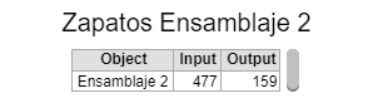 Zapatos Ensamblaje 2
Object Input Output
Ensamblaje 2 477 159